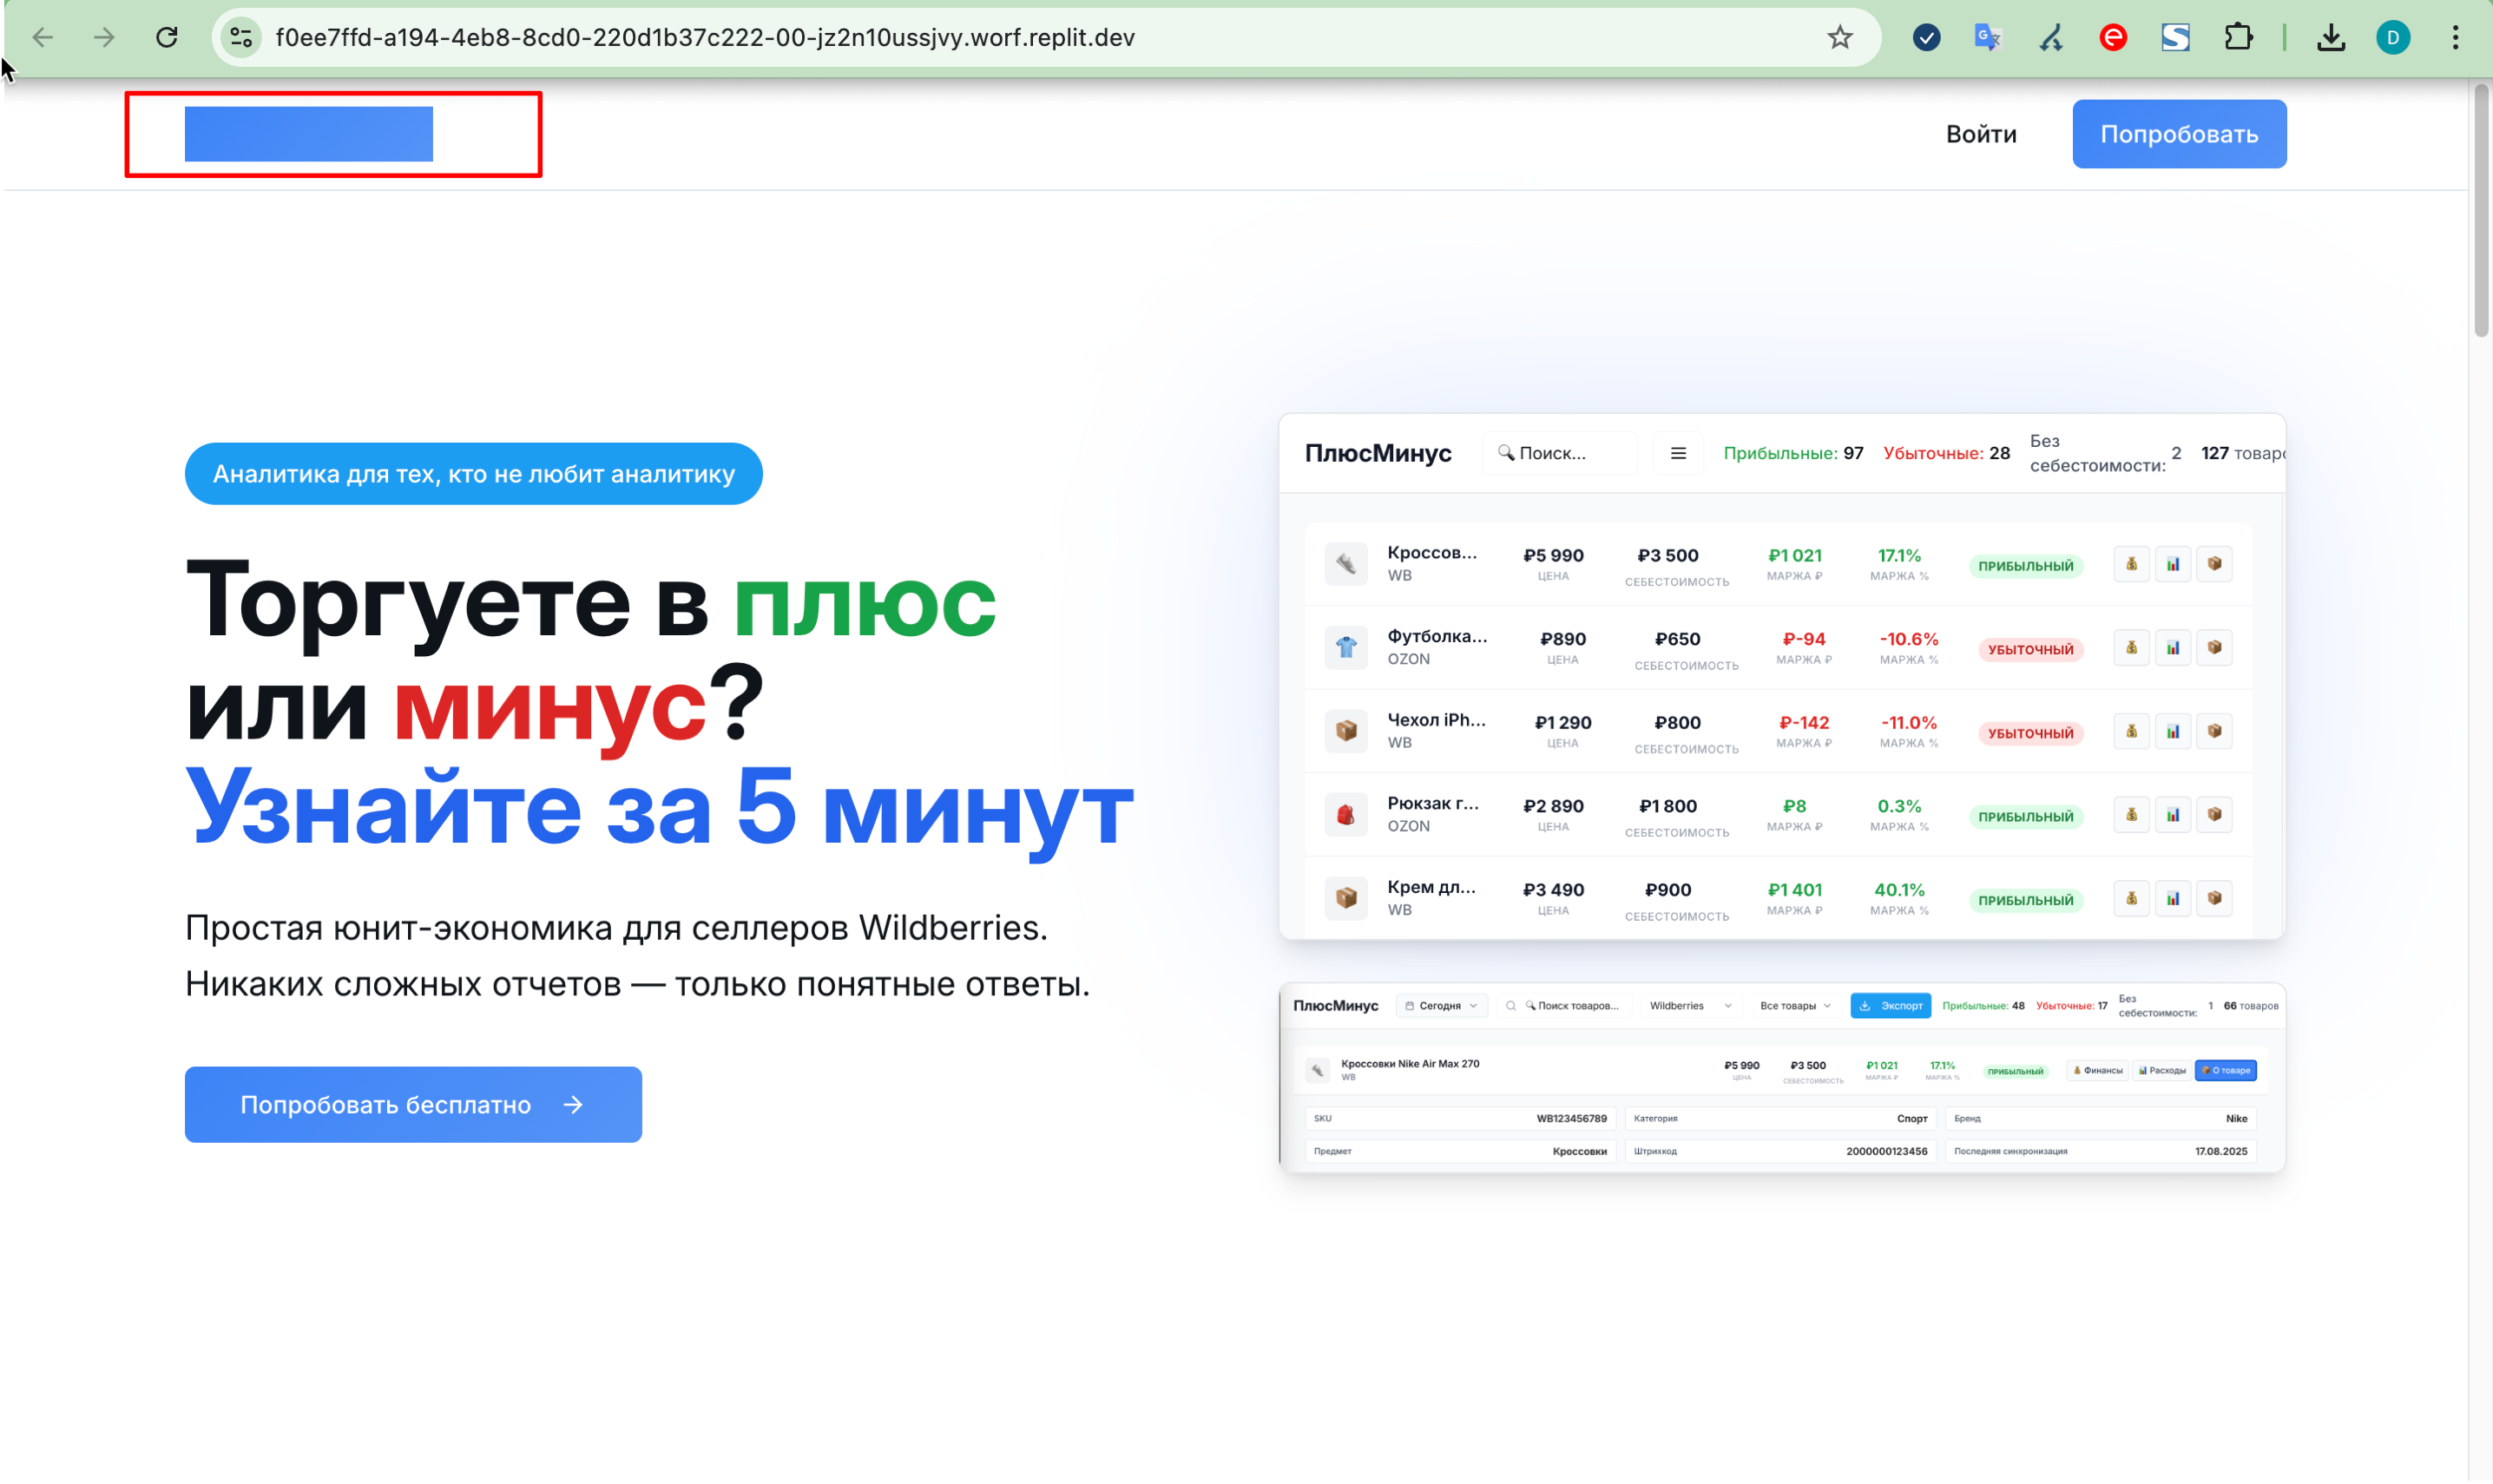 f0ee7ffd-a194-4eb8-8cd0-220d1b37c222-00-jz2n10ussjvy.worf.replit.dev
D
Войти
Попробовать
Аналитика для тех, кто не любит аналитику
Торгуете в плюс
или минус?
Узнайте за 5 минут
Простая юнит-экономика для селлеров Wildberries.
Никаких сложных отчетов — только понятные ответы.
Попробовать бесплатно →
ПлюсМинус Поиск... Прибыльные: 97 Убыточные: 28 Без себестоимости: 2 127 товаро
Кроссов... ₽5 990 ₽3 500 ₽1 021 17.1% ПРИБЫЛЬНЫЙ
WB ЦЕНА СЕБЕСТОИМОСТЬ МАРЖА ₽ МАРЖА %
Футболка... ₽890 ₽650 ₽-94 -10.6% УБЫТОЧНЫЙ
OZON ЦЕНА СЕБЕСТОИМОСТЬ МАРЖА ₽ МАРЖА %
Чехол iPh... ₽1 290 ₽800 ₽-142 -11.0% УБЫТОЧНЫЙ
WB ЦЕНА СЕБЕСТОИМОСТЬ МАРЖА ₽ МАРЖА %
Рюкзак г... ₽2 890 ₽1 800 ₽8 0.3% ПРИБЫЛЬНЫЙ
OZON ЦЕНА СЕБЕСТОИМОСТЬ МАРЖА ₽ МАРЖА %
Крем дл... ₽3 490 ₽900 ₽1 401 40.1% ПРИБЫЛЬНЫЙ
WB ЦЕНА СЕБЕСТОИМОСТЬ МАРЖА ₽ МАРЖА %
ПлюсМинус Сегодня Поиск товаров... Wildberries Все товары Экспорт Прибыльные: 48 Убыточные: 17 Без себестоимости: 1 66 товаров
Кроссовки Nike Air Max 270 ₽5 990 ₽3 500 ₽1 021 17.1% ПРИБЫЛЬНЫЙ Финансы Расходы О товаре
WB ЦЕНА СЕБЕСТОИМОСТЬ МАРЖА ₽ МАРЖА %
SKU WB123456789 Категория Спорт Бренд Nike
Предмет Кроссовки Штрихкод 2000000123456 Последняя синхронизация 17.08.2025